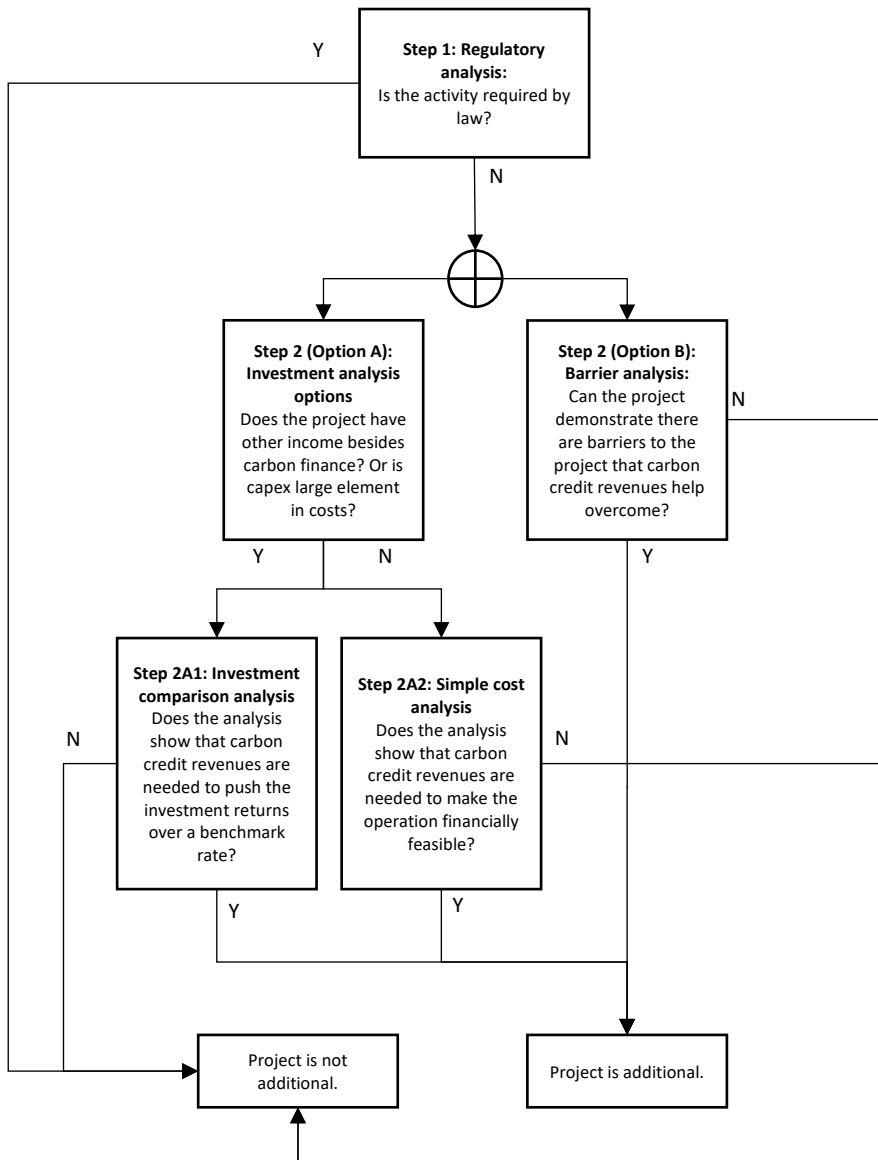 Y
Step 1: Regulatory
analysis:
Is the activity required by
law?
N
Step 2 (Option A):
Investment analysis
options
Does the project have
other income besides
carbon finance? Or is
capex large element
in costs?
Step 2 (Option B):
Barrier analysis:
Can the project
demonstrate there
are barriers to the
project that carbon
credit revenues help
overcome?
N
Y
N
Y
Step 2A1: Investment
comparison analysis
Does the analysis
show that carbon
credit revenues are
needed to push the
investment returns
over a benchmark
rate?
N
Step 2A2: Simple cost
analysis
Does the analysis
show that carbon
credit revenues are
needed to make the
operation financially
feasible?
N
Y
Y
Project is not
additional.
Project is additional.